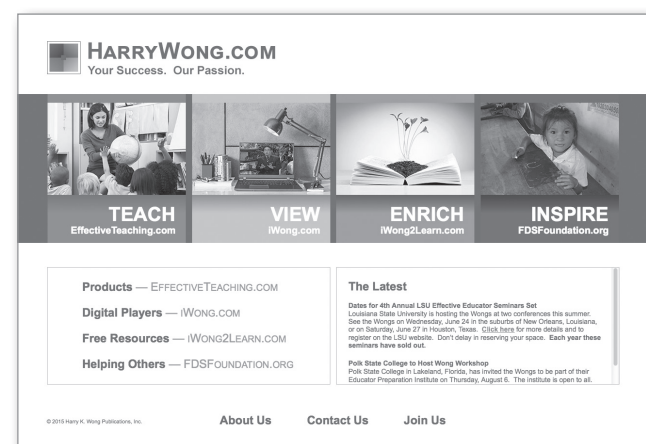 HARRYWONG.COM
Your Success. Our Passion.
TEACH
EffectiveTeaching.com
VIEW
iWong.com
ENRICH
iWong2Learn.com
INSPIRE
FDSFoundation.org
Products — EFFECTIVETEACHING.COM
Digital Players — iWONG.COM
Free Resources — iWONG2LEARN.COM
Helping Others — FDSFOUNDATION.ORG
The Latest
Dates for 4th Annual LSU Effective Educator Seminars Set
Louisiana State University is hosting the Wongs at two conferences this summer.
See the Wongs on Wednesday, June 24 in the suburbs of New Orleans, Louisiana,
or on Saturday, June 27 in Houston, Texas. Click here for more details and to
register on the LSU website. Don't delay in reserving your space. Each year these
seminars have sold out.
Polk State College to Host Wong Workshop
Polk State College in Lakeland, Florida, has invited the Wongs to be part of their
Educator Preparation Institute on Thursday, August 6. The institute is open to all.
© 2015 Harry K. Wong Publications, Inc.
About Us
Contact Us
Join Us